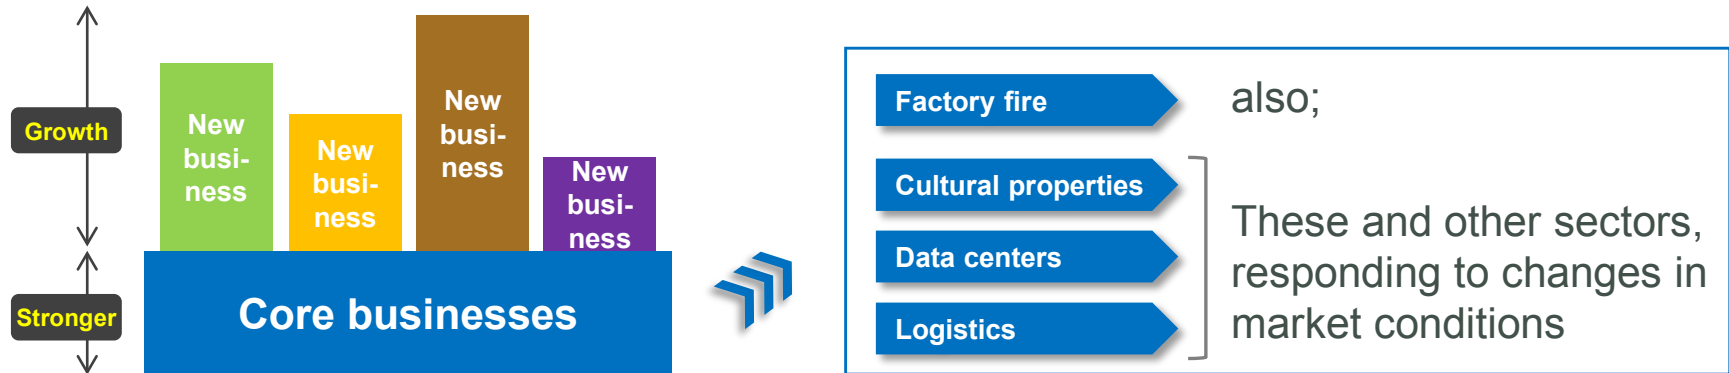 Growth
Stronger
New
busi-
ness
New
busi-
ness
New
busi-
ness
New
busi-
ness
Core businesses
Factory fire
also;
Cultural properties
Data centers
Logistics
These and other sectors,
responding to changes in
market conditions